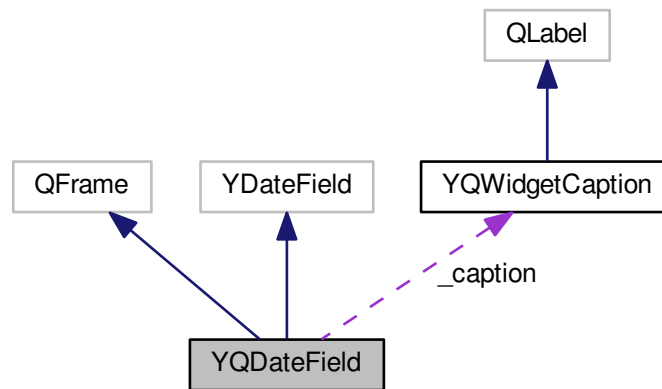 QLabel
QFrame
YDateField
YQWidgetCaption
_caption
YQDateField